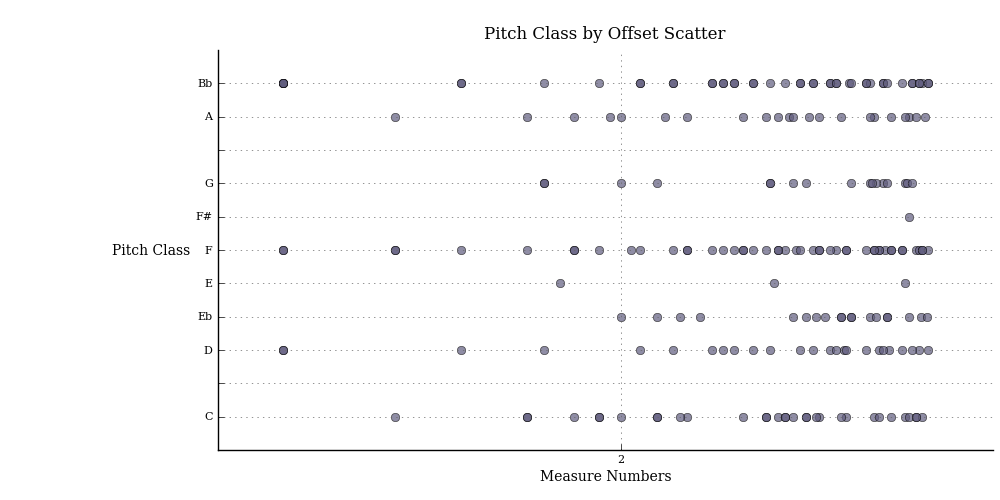 Pitch Class by Offset Scatter
Bb
A
G
F#
Pitch Class
F
E
Eb
D
C
2
Measure Numbers